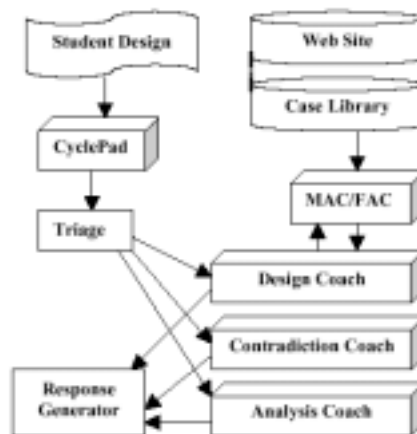 Student Design
Web Site
Case Library
CyclePad
MAC/FAC
Triage
Design Coach
Contradiction Coach
Response
Generator
Analysis Coach